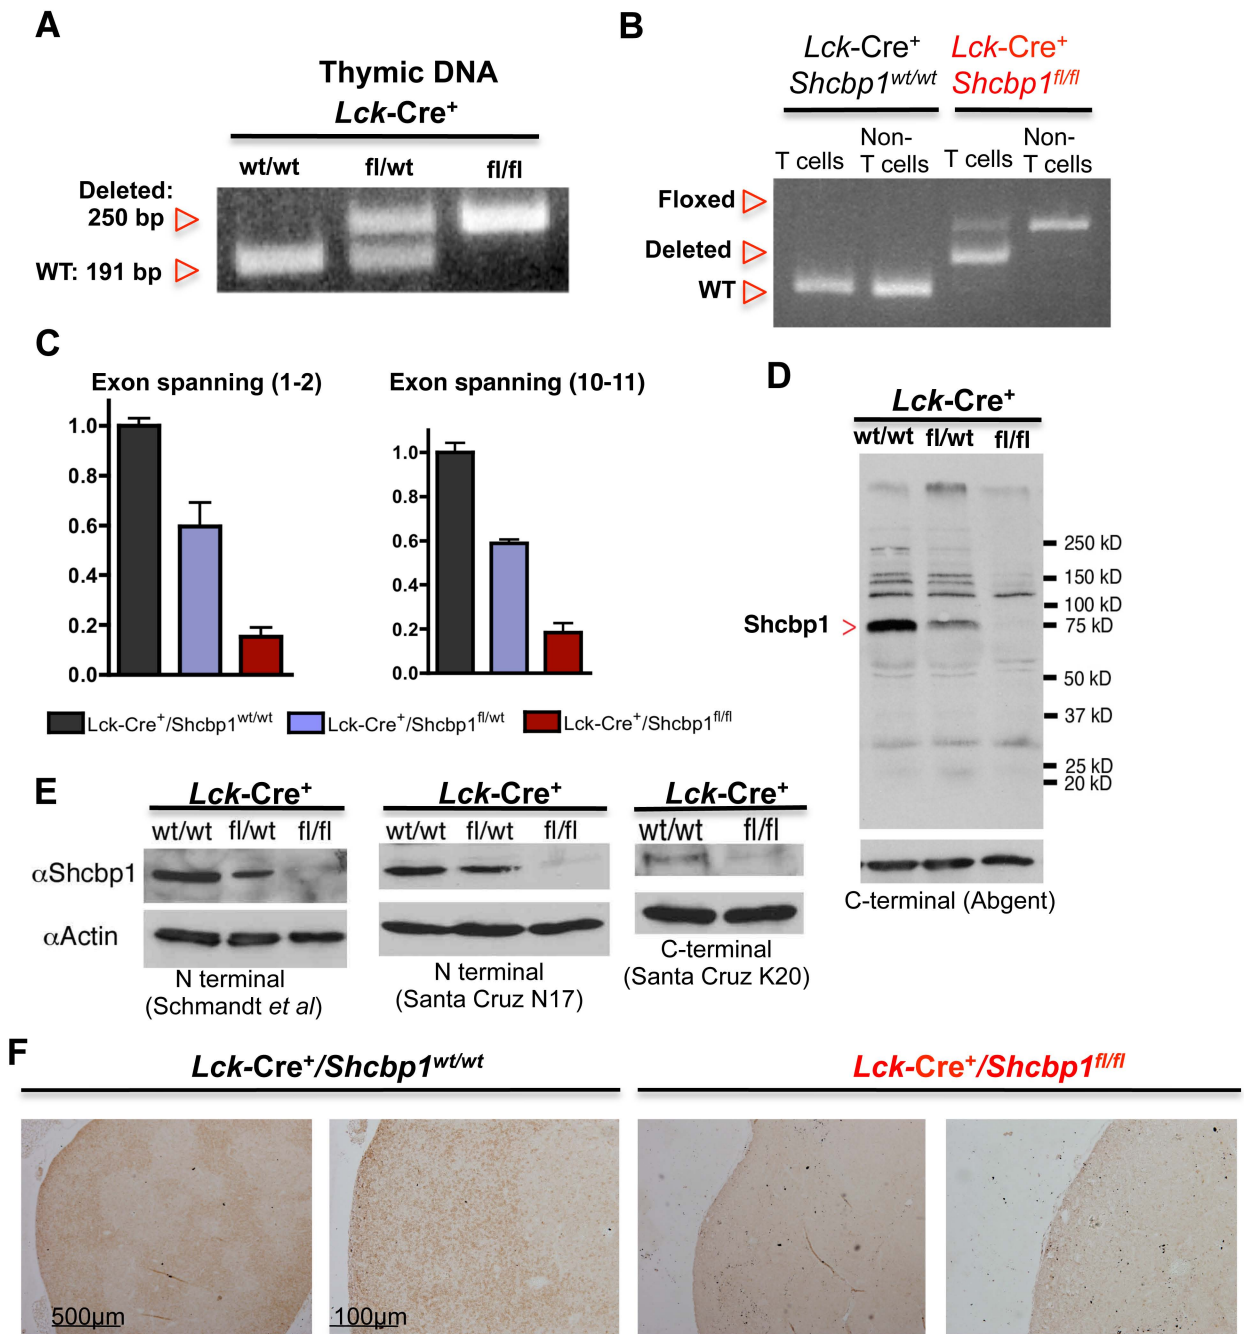 A
Thymic DNA
Lck-Cre⁺
wt/wt fl/wt fl/fl
Deleted:
250 bp
WT: 191 bp
B
Lck-Cre⁺ Lck-Cre⁺
Shcbp1ʷᵗ/ʷᵗ Shcbp1ᶠˡ/ᶠˡ
T cells Non-T cells T cells Non-T cells
Floxed
Deleted
WT
C
Exon spanning (1-2)
1.0
0.8
0.6
0.4
0.2
0.0
Exon spanning (10-11)
1.0
0.8
0.6
0.4
0.2
0.0
Lck-Cre⁺/Shcbp1ʷᵗ/ʷᵗ Lck-Cre⁺/Shcbp1ᶠˡ/ʷᵗ Lck-Cre⁺/Shcbp1ᶠˡ/ᶠˡ
D
Lck-Cre⁺
wt/wt fl/wt fl/fl
250 kD
150 kD
100 kD
Shcbp1 > 75 kD
50 kD
37 kD
25 kD
20 kD
C-terminal (Abgent)
E
Lck-Cre⁺ Lck-Cre⁺ Lck-Cre⁺
wt/wt fl/wt fl/fl wt/wt fl/wt fl/fl wt/wt fl/fl
αShcbp1
αActin
N terminal
(Schmandt et al)
N terminal
(Santa Cruz N17)
C-terminal
(Santa Cruz K20)
F
Lck-Cre⁺/Shcbp1ʷᵗ/ʷᵗ Lck-Cre⁺/Shcbp1ᶠˡ/ᶠˡ
500µm 100µm